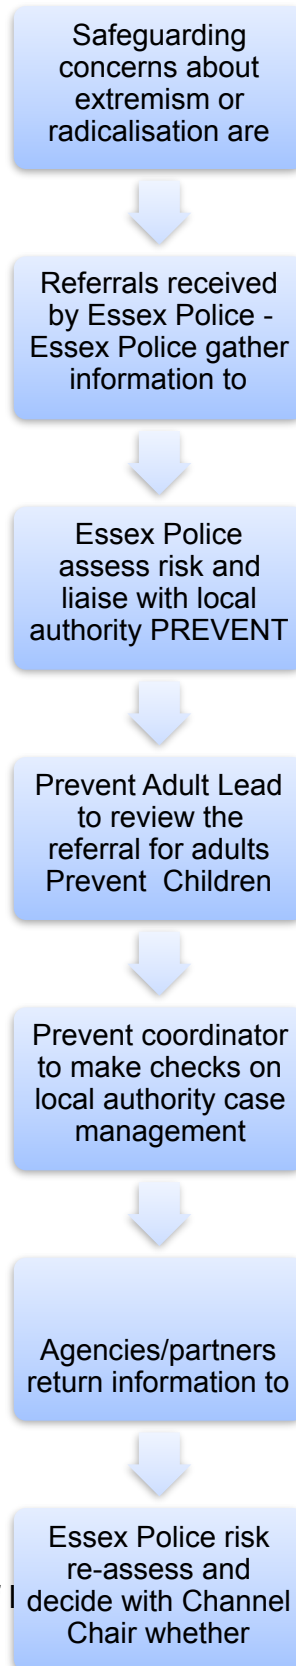 Safeguarding
concerns about
extremism or
radicalisation are
Referrals received
by Essex Police -
Essex Police gather
information to
Essex Police
assess risk and
liaise with local
authority PREVENT
Prevent Adult Lead
to review the
referral for adults
Prevent Children
Prevent coordinator
to make checks on
local authority case
management
Agencies/partners
return information to
Essex Police risk
re-assess and
decide with Channel
Chair whether